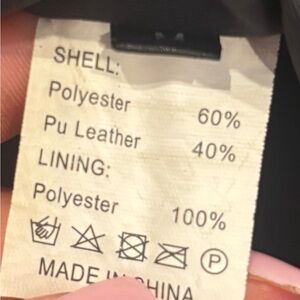 M
SHELL:
Polyester 60%
Pu Leather 40%
LINING:
Polyester 100%
P
MADE IN CHINA